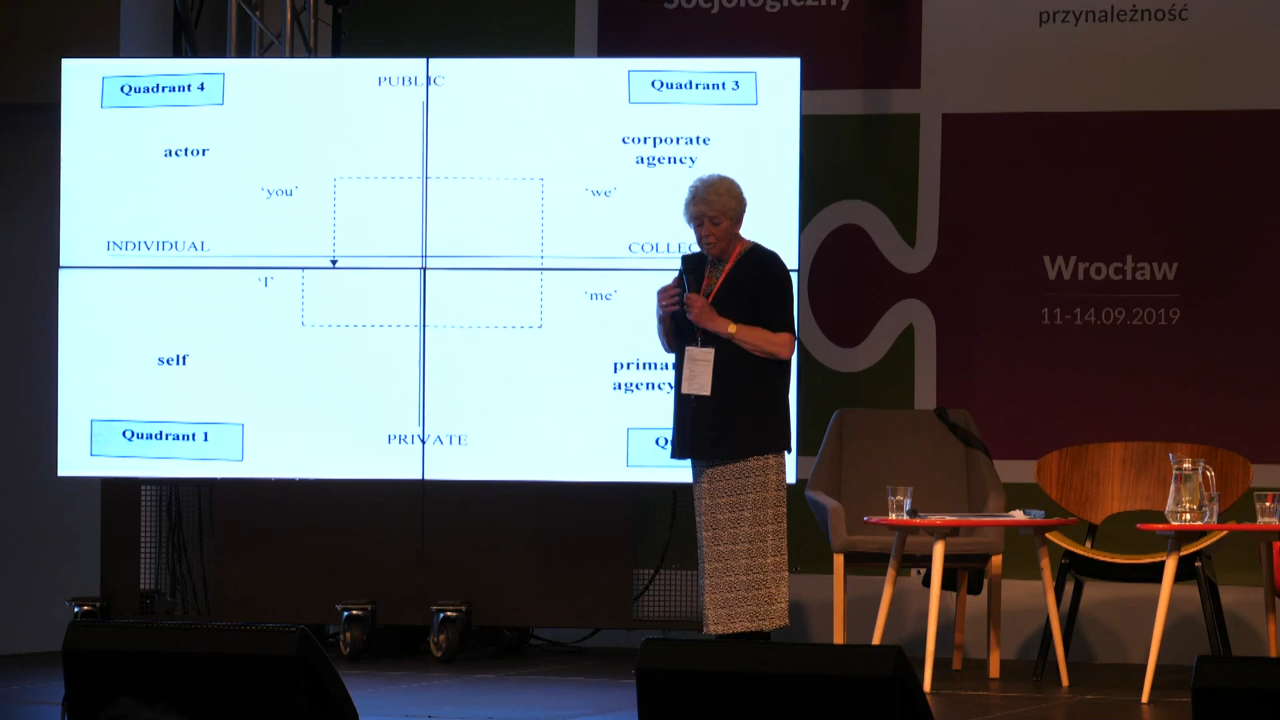 Socjologiczny
przynależność
Quadrant 4
PUBLIC
Quadrant 3
actor
corporate
agency
'you'
'we'
INDIVIDUAL
'I'
'me'
self
agency
Quadrant 1
PRIVATE
Wrocław
11-14.09.2019